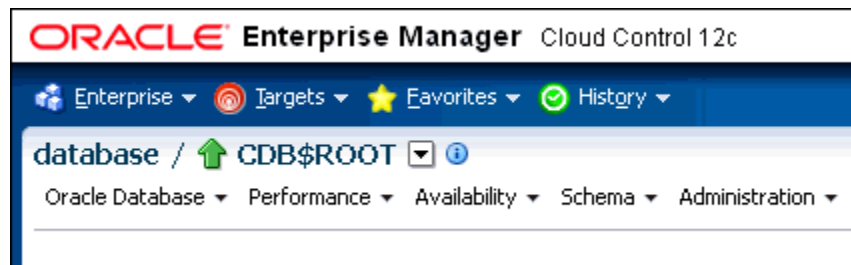 ORACLE Enterprise Manager Cloud Control 12c
Enterprise Targets Favorites History
database / CDB$ROOT
Oracle Database Performance Availability Schema Administration